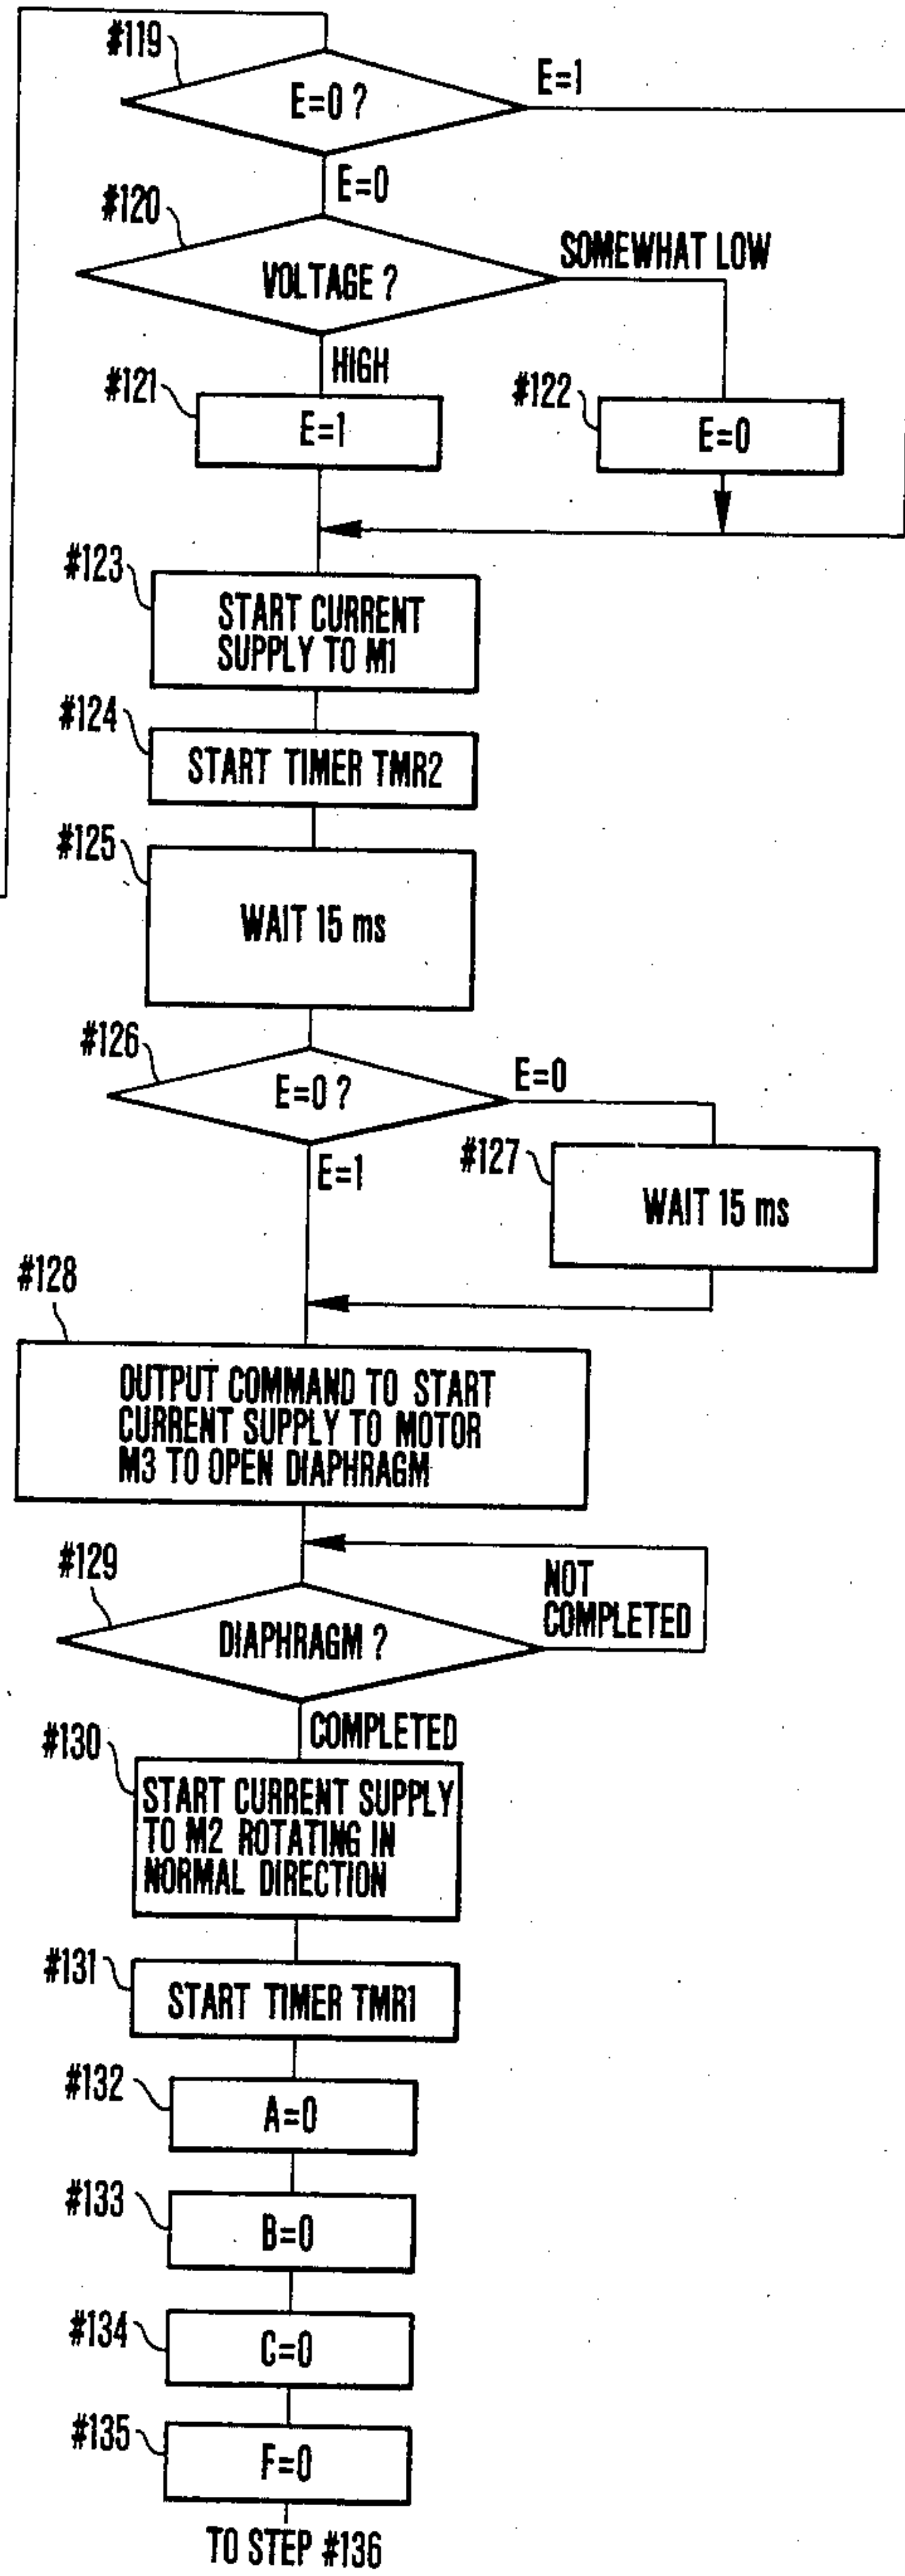 #119
E=0 ?
E=1
E=0
#120
VOLTAGE ?
SOMEWHAT LOW
HIGH
#121
E=1
#122
E=0
#123
START CURRENT
SUPPLY TO M1
#124
START TIMER TMR2
#125
WAIT 15 ms
#126
E=0 ?
E=0
E=1
#127
WAIT 15 ms
#128
OUTPUT COMMAND TO START
CURRENT SUPPLY TO MOTOR
M3 TO OPEN DIAPHRAGM
#129
DIAPHRAGM ?
NOT
COMPLETED
COMPLETED
#130
START CURRENT SUPPLY
TO M2 ROTATING IN
NORMAL DIRECTION
#131
START TIMER TMR1
#132
A=0
#133
B=0
#134
C=0
#135
F=0
TO STEP #136